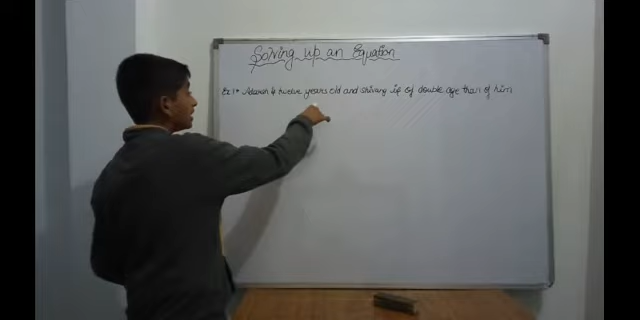 Solving up an Equation
Ex 1 Adarsh is twelve years old and Shivang is of double age than of him